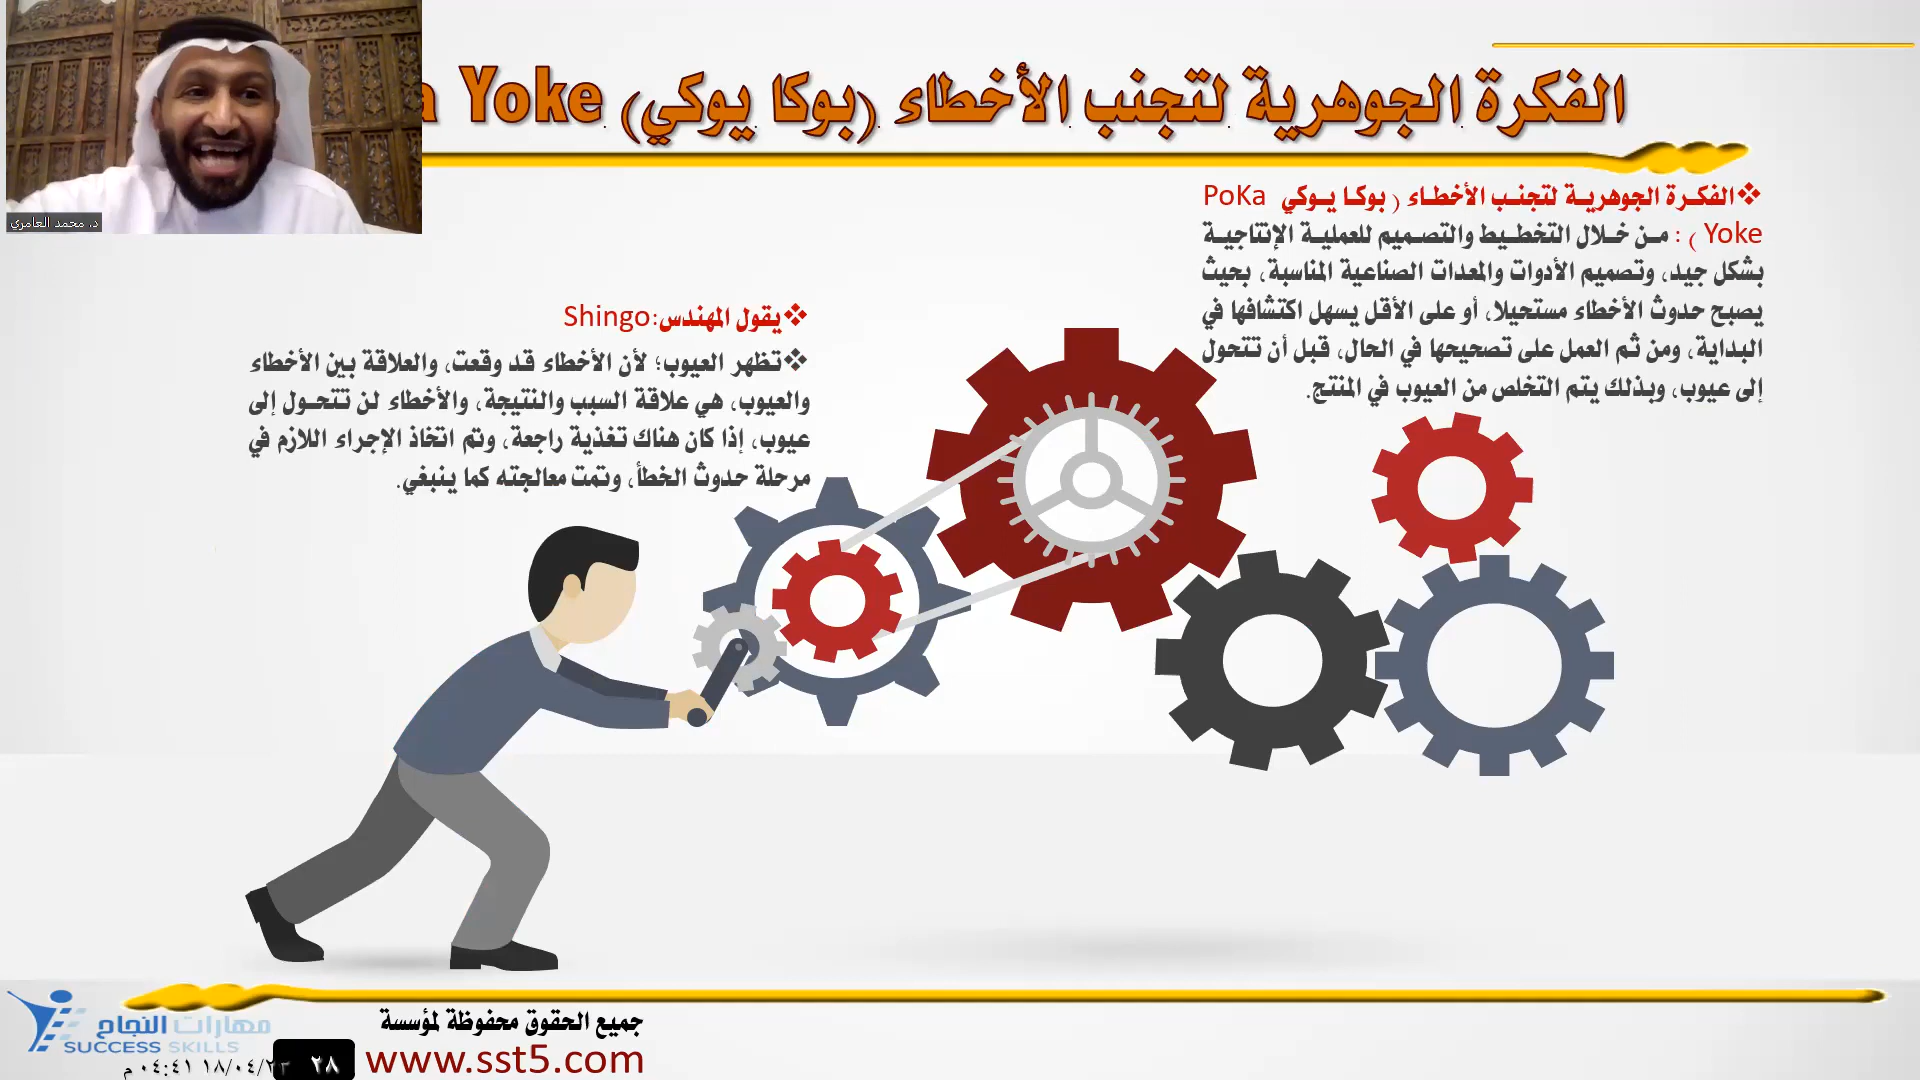 الفكرة الجوهرية لتجنب الأخطاء (بوكا يوكي) a Yoke
د. محمد العامري
❖الفكرة الجوهرية لتجنب الأخطاء ( بوكا يوكي PoKa
Yoke ) : من خلال التخطيط والتصميم للعملية الإنتاجية
بشكل جيد، وتصميم الأدوات والمعدات الصناعية المناسبة، بحيث
يصبح حدوث الأخطاء مستحيلا، أو على الأقل يسهل اكتشافها في
البداية، ومن ثم العمل على تصحيحها في الحال، قبل أن تتحول
إلى عيوب، وبذلك يتم التخلص من العيوب في المنتج.
❖يقول المهندس:Shingo
❖تظهر العيوب؛ لأن الأخطاء قد وقعت، والعلاقة بين الأخطاء
والعيوب، هي علاقة السبب والنتيجة، والأخطاء لن تتحول إلى
عيوب، إذا كان هناك تغذية راجعة، وتم اتخاذ الإجراء اللازم في
مرحلة حدوث الخطأ، وتمت معالجته كما ينبغي.
جميع الحقوق محفوظة لمؤسسة
www.sst5.com
مهارات النجاح
SUCCESS SKILLS
٢٨
١٨/٠٤/٢٣ ٠٤:٤١ م